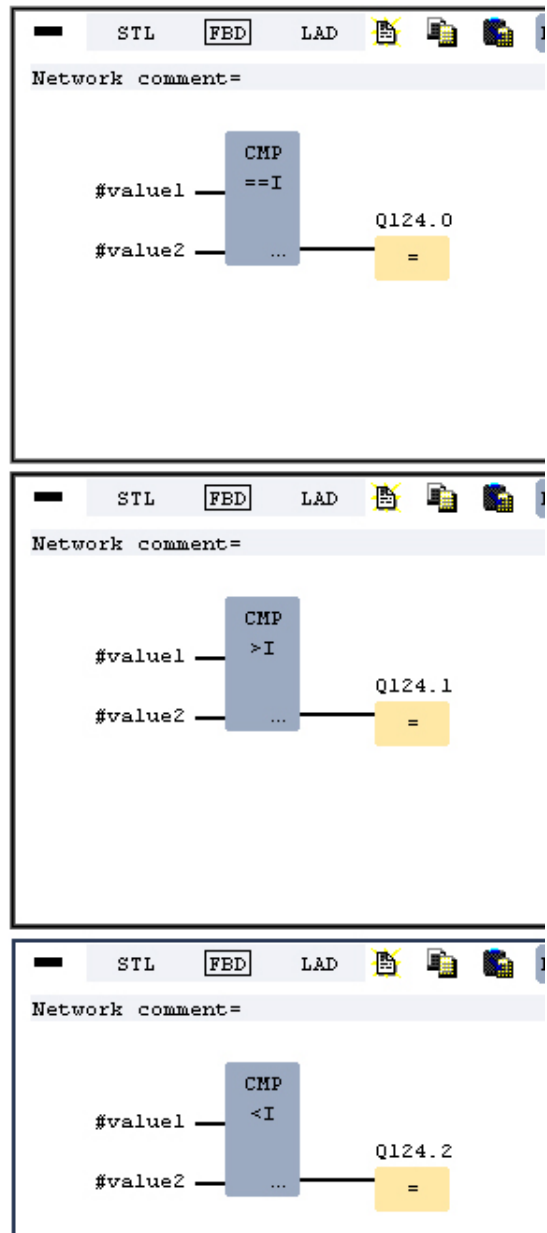 STL FBD LAD
Network comment=
CMP
#value1 ==I
Q124.0
#value2 ... =
STL FBD LAD
Network comment=
CMP
#value1 >I
Q124.1
#value2 ... =
STL FBD LAD
Network comment=
CMP
#value1 <I
Q124.2
#value2 ... =